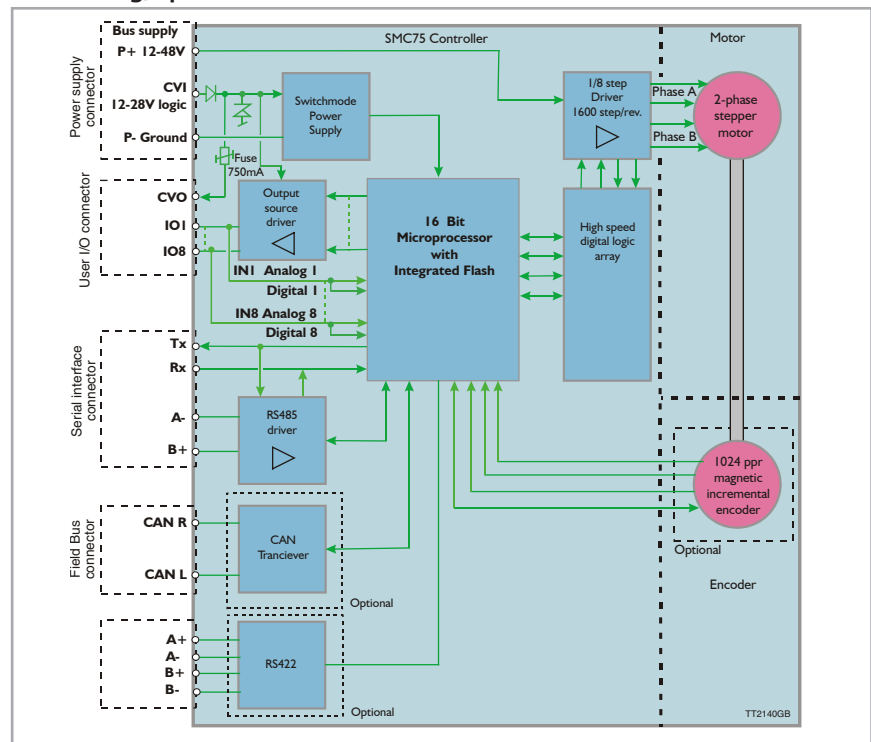 Bus supply
P+ 12-48V
CVI
12-28V logic
P- Ground
Power supply
connector
Fuse
750mA
Switchmode
Power
Supply
SMC75 Controller
Motor
1/8 step
Driver
1600 step/rev.
Phase A
Phase B
2-phase
stepper
motor
User I/O connector
CVO
IO1
IO8
Output
source
driver
IN1 Analog 1
Digital 1
IN8 Analog 8
Digital 8
16 Bit
Microprocessor
with
Integrated Flash
High speed
digital logic
array
Serial interface
connector
Tx
Rx
A-
B+
RS485
driver
1024 ppr
magnetic
incremental
encoder
Optional
Encoder
Field Bus
connector
CAN R
CAN L
CAN
Tranciever
Optional
A+
A-
B+
B-
RS422
Optional
TT2140GB